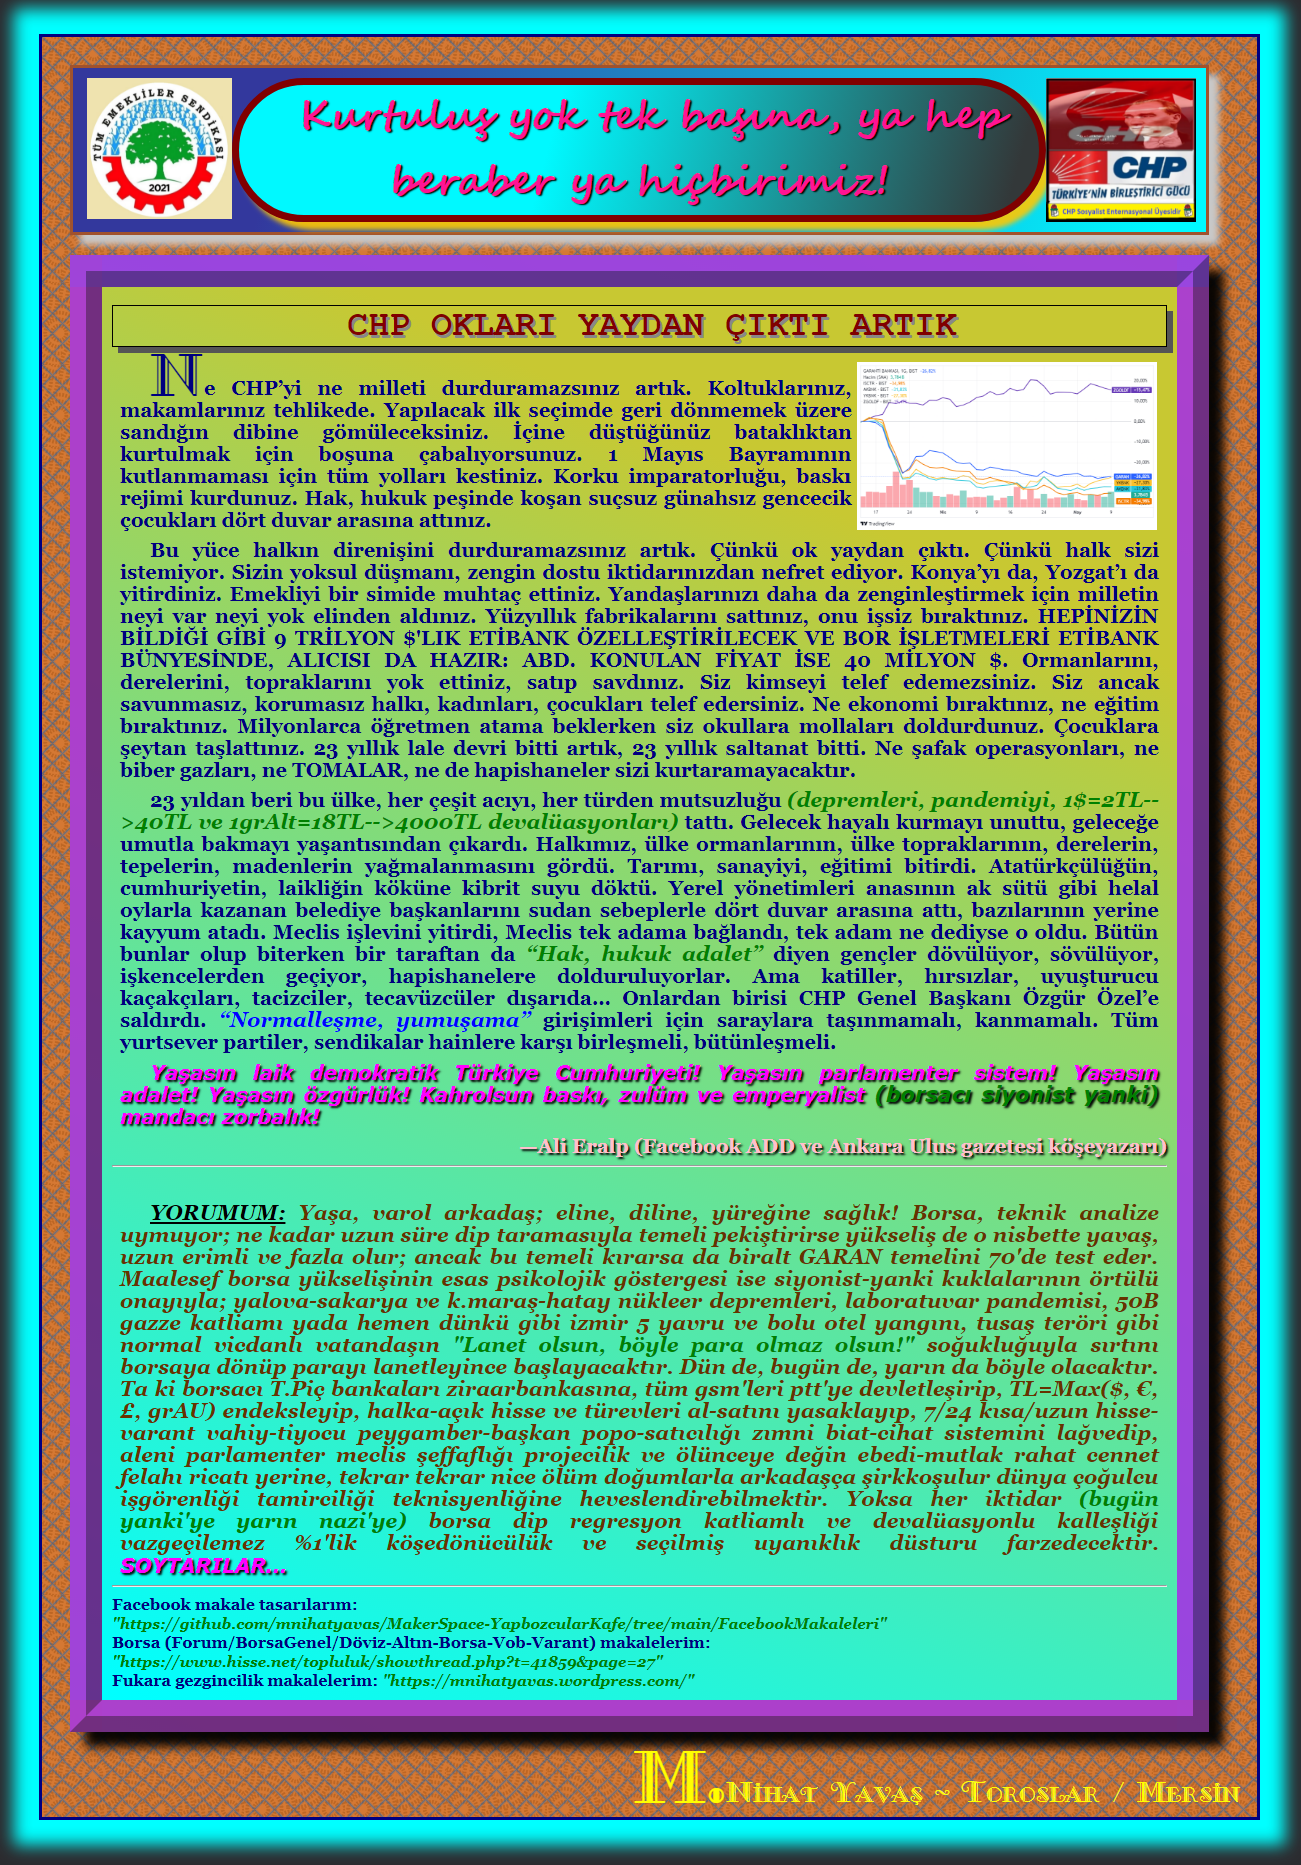 TÜM EMEKLİLER SENDİKASI
2021
Kurtuluş yok tek başına, ya hep
beraber ya hiçbirimiz!
CHP
CHP
TÜRKİYE'NİN BİRLEŞTİRİCİ GÜCÜ
CHP Sosyalist Enternasyonal Üyesidir
CHP OKLARI YAYDAN ÇIKTI ARTIK
Ne CHP’yi ne milleti durduramazsınız artık. Koltuklarınız,
makamlarınız tehlikede. Yapılacak ilk seçimde geri dönmemek üzere
sandığın dibine gömüleceksiniz. İçine düştüğünüz bataklıktan
kurtulmak için boşuna çabalıyorsunuz. 1 Mayıs Bayramının
kutlanmaması için tüm yolları kestiniz. Korku imparatorluğu, baskı
rejimi kurdunuz. Hak, hukuk peşinde koşan suçsuz günahsız gencecik
çocukları dört duvar arasına attınız.
TradingView
Bu yüce halkın direnişini durduramazsınız artık. Çünkü ok yaydan çıktı. Çünkü halk sizi
istemiyor. Sizin yoksul düşmanı, zengin dostu iktidarınızdan nefret ediyor. Konya’yı da, Yozgat’ı da
yitirdiniz. Emekliyi bir simide muhtaç ettiniz. Yandaşlarınızı daha da zenginleştirmek için milletin
neyi var neyi yok elinden aldınız. Yüzyıllık fabrikalarını sattınız, onu işsiz bıraktınız. HEPİNİZİN
BİLDİĞİ GİBİ 9 TRİLYON $'LIK ETİBANK ÖZELLEŞTİRİLECEK VE BOR İŞLETMELERİ ETİBANK
BÜNYESİNDE, ALICISI DA HAZIR: ABD. KONULAN FİYAT İSE 40 MİLYON $. Ormanlarını,
derelerini, topraklarını yok ettiniz, satıp savdınız. Siz kimseyi telef edemezsiniz. Siz ancak
savunmasız, korumasız halkı, kadınları, çocukları telef edersiniz. Ne ekonomi bıraktınız, ne eğitim
bıraktınız. Milyonlarca öğretmen atama beklerken siz okullara mollaları doldurdunuz. Çocuklara
şeytan taşlattınız. 23 yıllık lale devri bitti artık, 23 yıllık saltanat bitti. Ne şafak operasyonları, ne
biber gazları, ne TOMALAR, ne de hapishaneler sizi kurtaramayacaktır.
23 yıldan beri bu ülke, her çeşit acıyı, her türden mutsuzluğu (depremleri, pandemiyi, 1$=2TL--
>40TL ve 1grAlt=18TL-->4000TL devalüasyonları) tattı. Gelecek hayalı kurmayı unuttu, geleceğe
umutla bakmayı yaşantısından çıkardı. Halkımız, ülke ormanlarının, ülke topraklarının, derelerin,
tepelerin, madenlerin yağmalanmasını gördü. Tarımı, sanayiyi, eğitimi bitirdi. Atatürkçülüğün,
cumhuriyetin, laikliğin köküne kibrit suyu döktü. Yerel yönetimleri anasının ak sütü gibi helal
oylarla kazanan belediye başkanlarını sudan sebeplerle dört duvar arasına attı, bazılarının yerine
kayyum atadı. Meclis işlevini yitirdi, Meclis tek adama bağlandı, tek adam ne dediyse o oldu. Bütün
bunlar olup biterken bir taraftan da “Hak, hukuk adalet” diyen gençler dövülüyor, sövülüyor,
işkencelerden geçiyor, hapishanelere dolduruluyorlar. Ama katiller, hırsızlar, uyuşturucu
kaçakçıları, tacizciler, tecavüzcüler dışarıda... Onlardan birisi CHP Genel Başkanı Özgür Özel’e
saldırdı. “Normalleşme, yumuşama” girişimleri için saraylara taşınmamalı, kanmamalı. Tüm
yurtsever partiler, sendikalar hainlere karşı birleşmeli, bütünleşmeli.
Yaşasın laik demokratik Türkiye Cumhuriyeti! Yaşasın parlamenter sistem! Yaşasın
adalet! Yaşasın özgürlük! Kahrolsun baskı, zulüm ve emperyalist (borsacı siyonist yanki)
mandacı zorbalık!
—Ali Eralp (Facebook ADD ve Ankara Ulus gazetesi köşeyazarı)
YORUMUM: Yaşa, varol arkadaş; eline, diline, yüreğine sağlık! Borsa, teknik analize
uymuyor; ne kadar uzun süre dip taramasıyla temeli pekiştirirse yükseliş de o nisbette yavaş,
uzun erimli ve fazla olur; ancak bu temeli kırarsa da biralt GARAN temelini 70'de test eder.
Maalesef borsa yükselişinin esas psikolojik göstergesi ise siyonist-yanki kuklalarının örtülü
onayıyla; yalova-sakarya ve k.maraş-hatay nükleer depremleri, laboratuvar pandemisi, 50B
gazze katliamı yada hemen dünkü gibi izmir 5 yavru ve bolu otel yangını, tusaş teröri gibi
normal vicdanlı vatandaşın "Lanet olsun, böyle para olmaz olsun!" soğukluğuyla sırtını
borsaya dönüp parayı lanetleyince başlayacaktır. Dün de, bugün de, yarın da böyle olacaktır.
Ta ki borsacı T.Piç bankaları ziraarbankasına, tüm gsm'leri ptt'ye devletleşirip, TL=Max($, €,
£, grAU) endeksleyip, halka-açık hisse ve türevleri al-satını yasaklayıp, 7/24 kısa/uzun hisse-
varant vahiy-tiyocu peygamber-başkan popo-satıcılığı zımni biat-cihat sistemini lağvedip,
aleni parlamenter meclis şeffaflığı projecilik ve ölünceye değin ebedi-mutlak rahat cennet
felahı ricatı yerine, tekrar tekrar nice ölüm doğumlarla arkadaşça şirkkoşulur dünya çoğulcu
işgörenliği tamirciliği teknisyenliğine heveslendirebilmektir. Yoksa her iktidar (bugün
yanki'ye yarın nazi'ye) borsa dip regresyon katliamlı ve devalüasyonlu kalleşliği
vazgeçilemez %1'lik köşedönücülük ve seçilmiş uyanıklık düsturu farzedecektir.
SOYTARILAR...
Facebook makale tasarılarım:
"https://github.com/mnihatyavas/MakerSpace-YapbozcularKafe/tree/main/FacebookMakaleleri"
Borsa (Forum/BorsaGenel/Döviz-Altın-Borsa-Vob-Varant) makalelerim:
"https://www.hisse.net/topluluk/showthread.php?t=41859&page=27"
Fukara gezgincilik makalelerim: "https://mnihatyavas.wordpress.com/"
M.Nihat Yavaş ~ Toroslar / Mersin